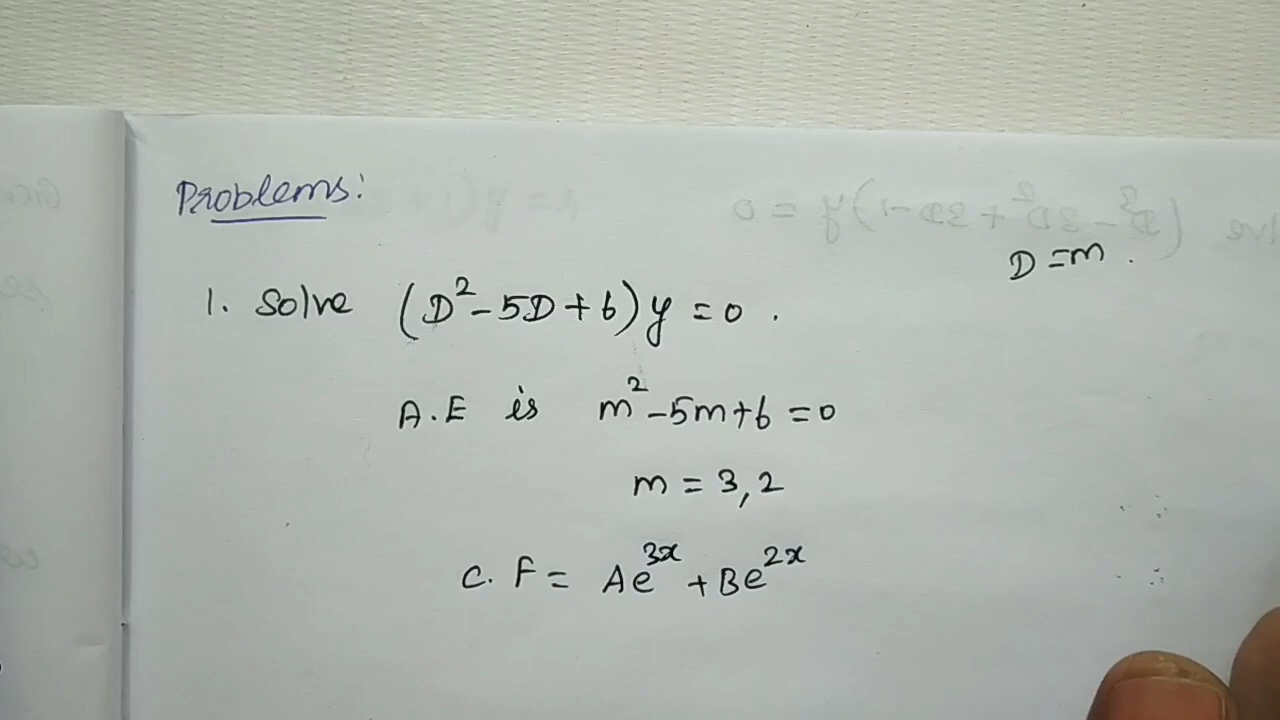 Problems:
D=m.
1. Solve (D²-5D+6)y=0.
A.E is m²-5m+6=0
m=3,2
C.F= Ae^{3x}+Be^{2x}